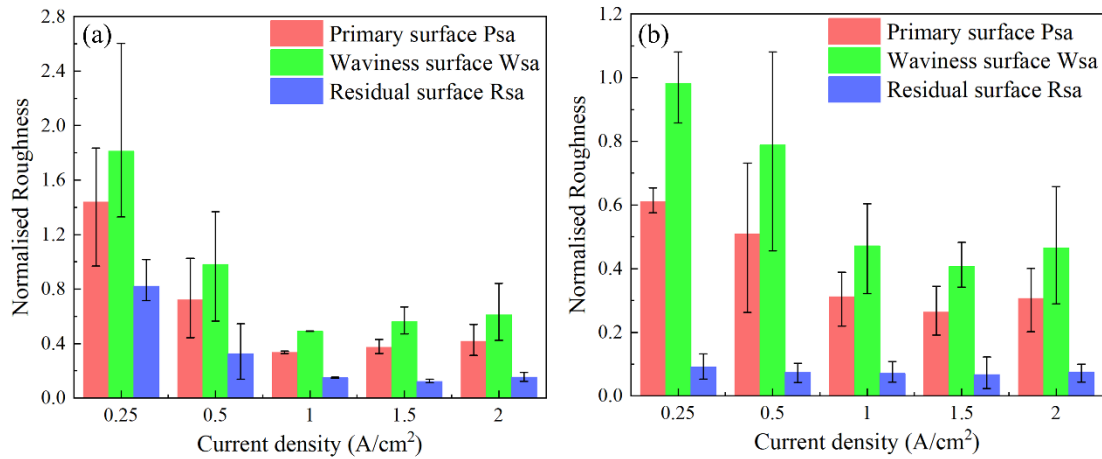 (a)
Primary surface Psa
Waviness surface Wsa
Residual surface Rsa
Normalised Roughness
2.8
2.4
2.0
1.6
1.2
0.8
0.4
0.0
0.25 0.5 1 1.5 2
Current density (A/cm²)
(b)
Primary surface Psa
Waviness surface Wsa
Residual surface Rsa
Normalised Roughness
1.2
1.0
0.8
0.6
0.4
0.2
0.0
0.25 0.5 1 1.5 2
Current density (A/cm²)